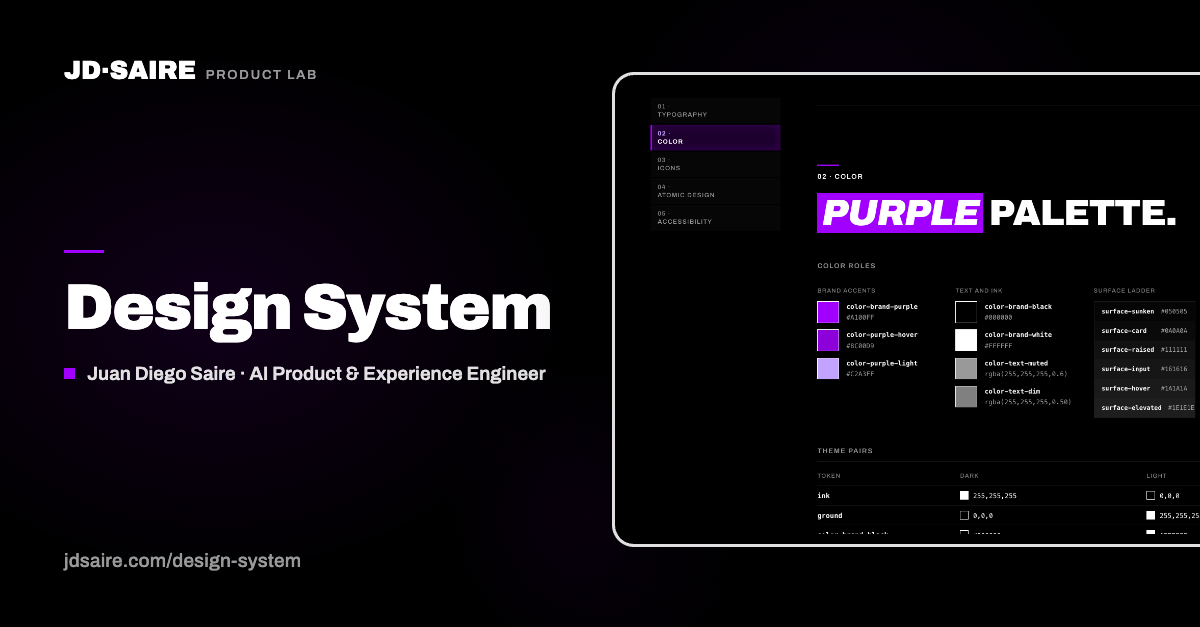 JD·SAIRE PRODUCT LAB
Design System
Juan Diego Saire · AI Product & Experience Engineer
jdsaire.com/design-system
01 ·
TYPOGRAPHY
02 ·
COLOR
03 ·
ICONS
04 ·
ATOMIC DESIGN
05 ·
ACCESSIBILITY
02 · COLOR
PURPLE PALETTE.
COLOR ROLES
BRAND ACCENTS
color-brand-purple
#A100FF
color-purple-hover
#8C00D9
color-purple-light
#C2A3FF
TEXT AND INK
color-brand-black
#000000
color-brand-white
#FFFFFF
color-text-muted
rgba(255,255,255,0.6)
color-text-dim
rgba(255,255,255,0.50)
SURFACE LADDER
surface-sunken #050505
surface-card #0A0A0A
surface-raised #111111
surface-input #161616
surface-hover #1A1A1A
surface-elevated #1E1E1E
THEME PAIRS
TOKEN DARK LIGHT
ink 255,255,255 0,0,0
ground 0,0,0 255,255,25